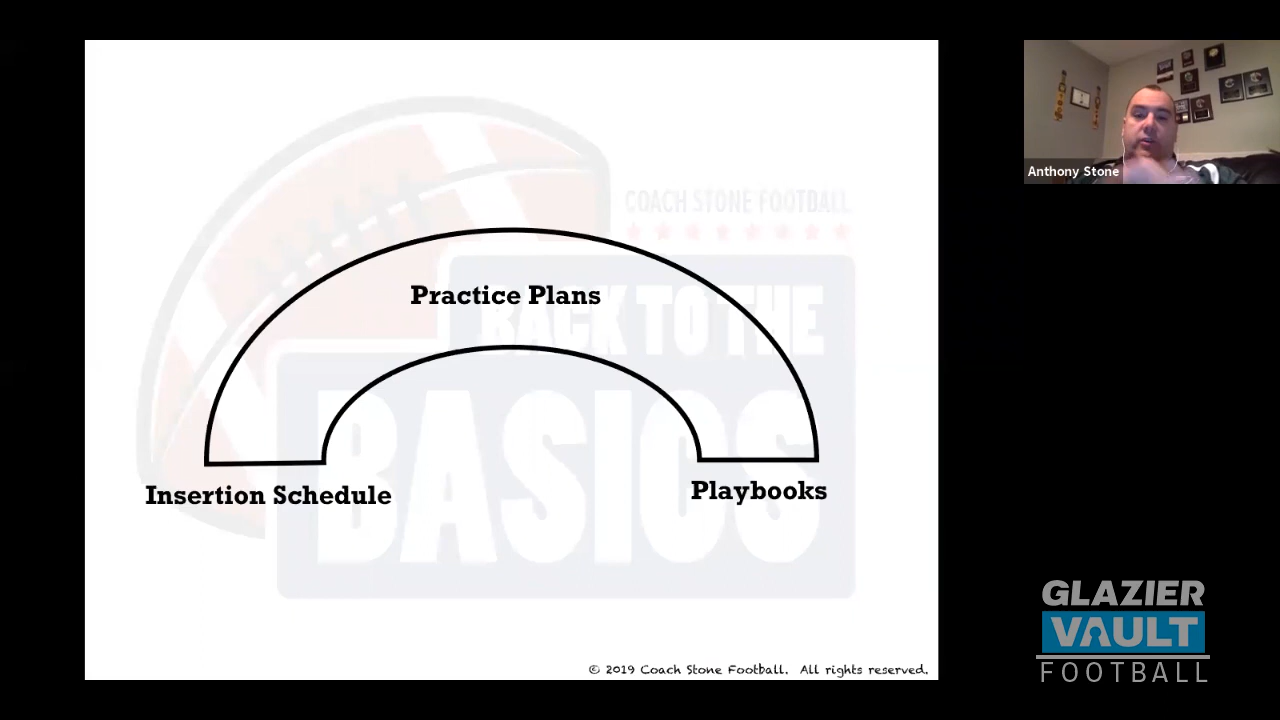 COACH STONE FOOTBALL
BACK TO THE
BASICS
Practice Plans
Insertion Schedule
Playbooks
© 2019 Coach Stone Football. All rights reserved.
Anthony Stone
GLAZIER
VAULT
FOOTBALL